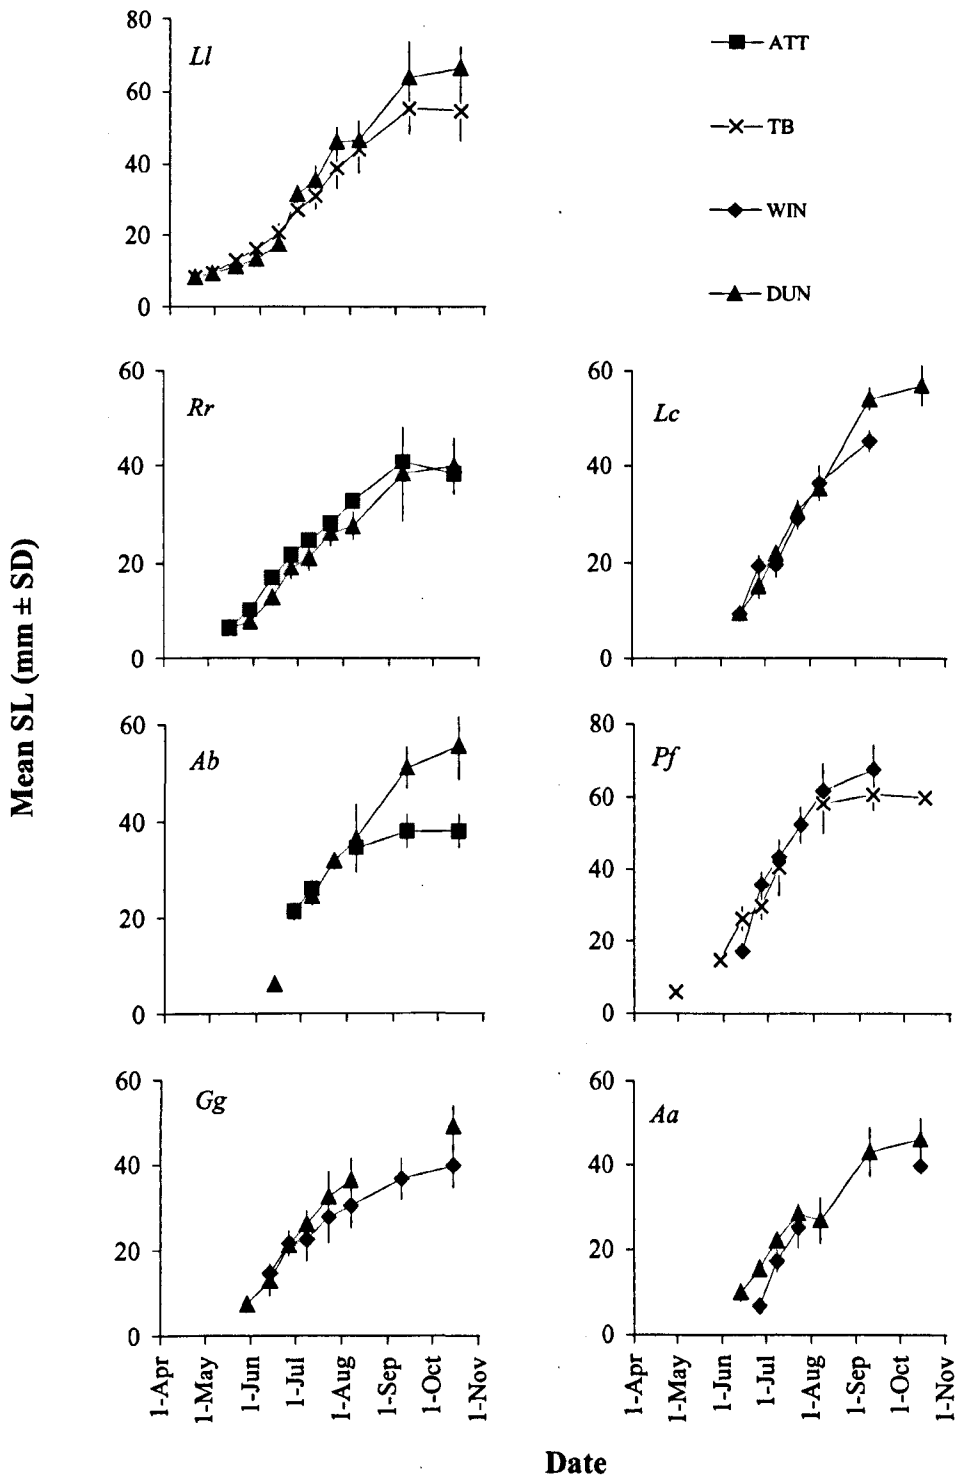 80
60
40
20
0
Ll
ATT
TB
WIN
DUN
60
40
20
0
Rr
60
40
20
0
Lc
60
40
20
0
Ab
80
60
40
20
0
Pf
60
40
20
0
Gg
60
40
20
0
Aa
Mean SL (mm ± SD)
1-Apr
1-May
1-Jun
1-Jul
1-Aug
1-Sep
1-Oct
1-Nov
1-Apr
1-May
1-Jun
1-Jul
1-Aug
1-Sep
1-Oct
1-Nov
Date